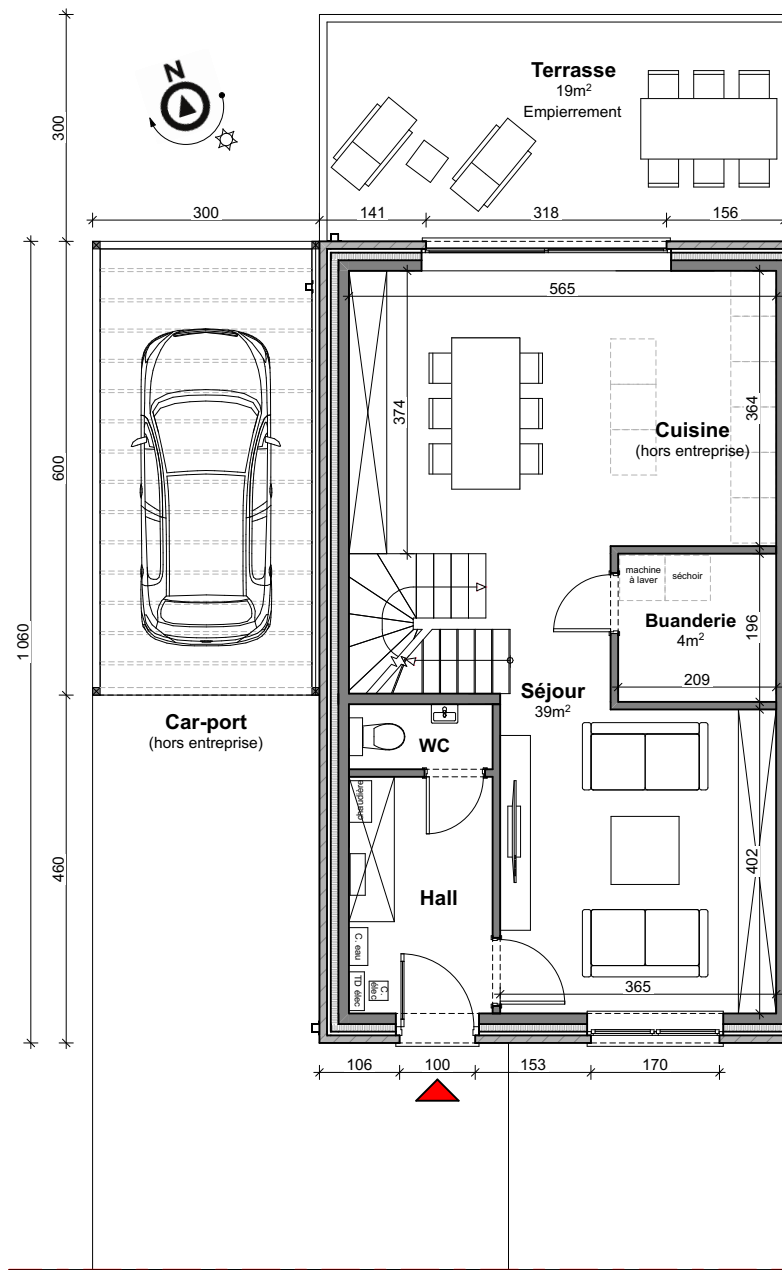 N
Terrasse
19m²
Empierrement
300
300
141
318
156
565
374
364
Cuisine
(hors entreprise)
600
1 060
machine
à laver
séchoir
Buanderie
4m²
196
209
Séjour
39m²
Car-port
(hors entreprise)
WC
chaudière
460
Hall
402
C. eau
TD élec
C.
élec
365
106
100
153
170